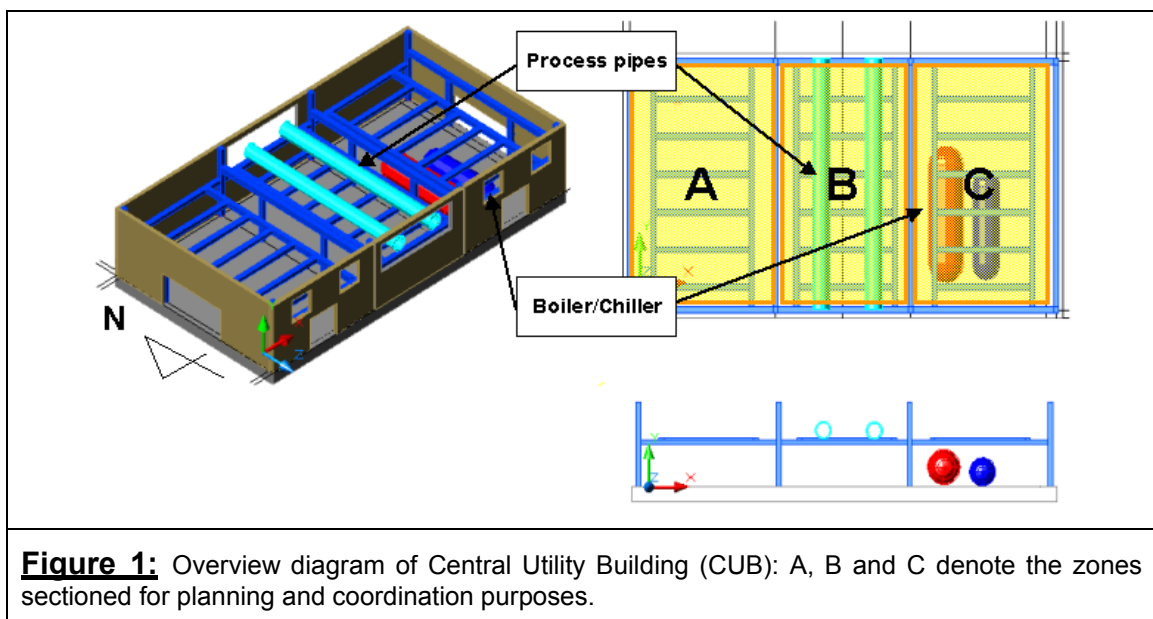 Process pipes
A
B
C
Boiler/Chiller
N
X
Z
Y
Z
X
Y
Z
X
Figure 1: Overview diagram of Central Utility Building (CUB): A, B and C denote the zones
sectioned for planning and coordination purposes.